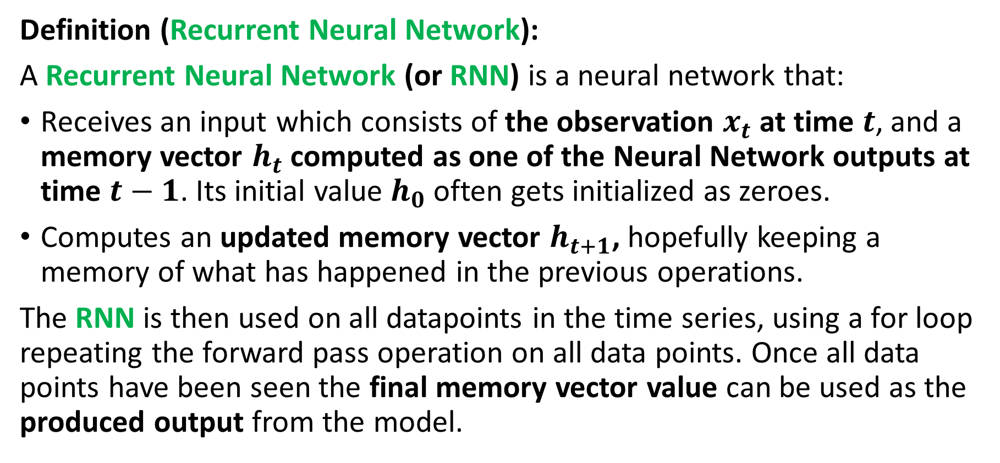 Definition (Recurrent Neural Network):
A Recurrent Neural Network (or RNN) is a neural network that:
• Receives an input which consists of the observation xₜ at time t, and a
memory vector hₜ computed as one of the Neural Network outputs at
time t − 1. Its initial value h₀ often gets initialized as zeroes.
• Computes an updated memory vector hₜ₊₁, hopefully keeping a
memory of what has happened in the previous operations.
The RNN is then used on all datapoints in the time series, using a for loop
repeating the forward pass operation on all data points. Once all data
points have been seen the final memory vector value can be used as the
produced output from the model.